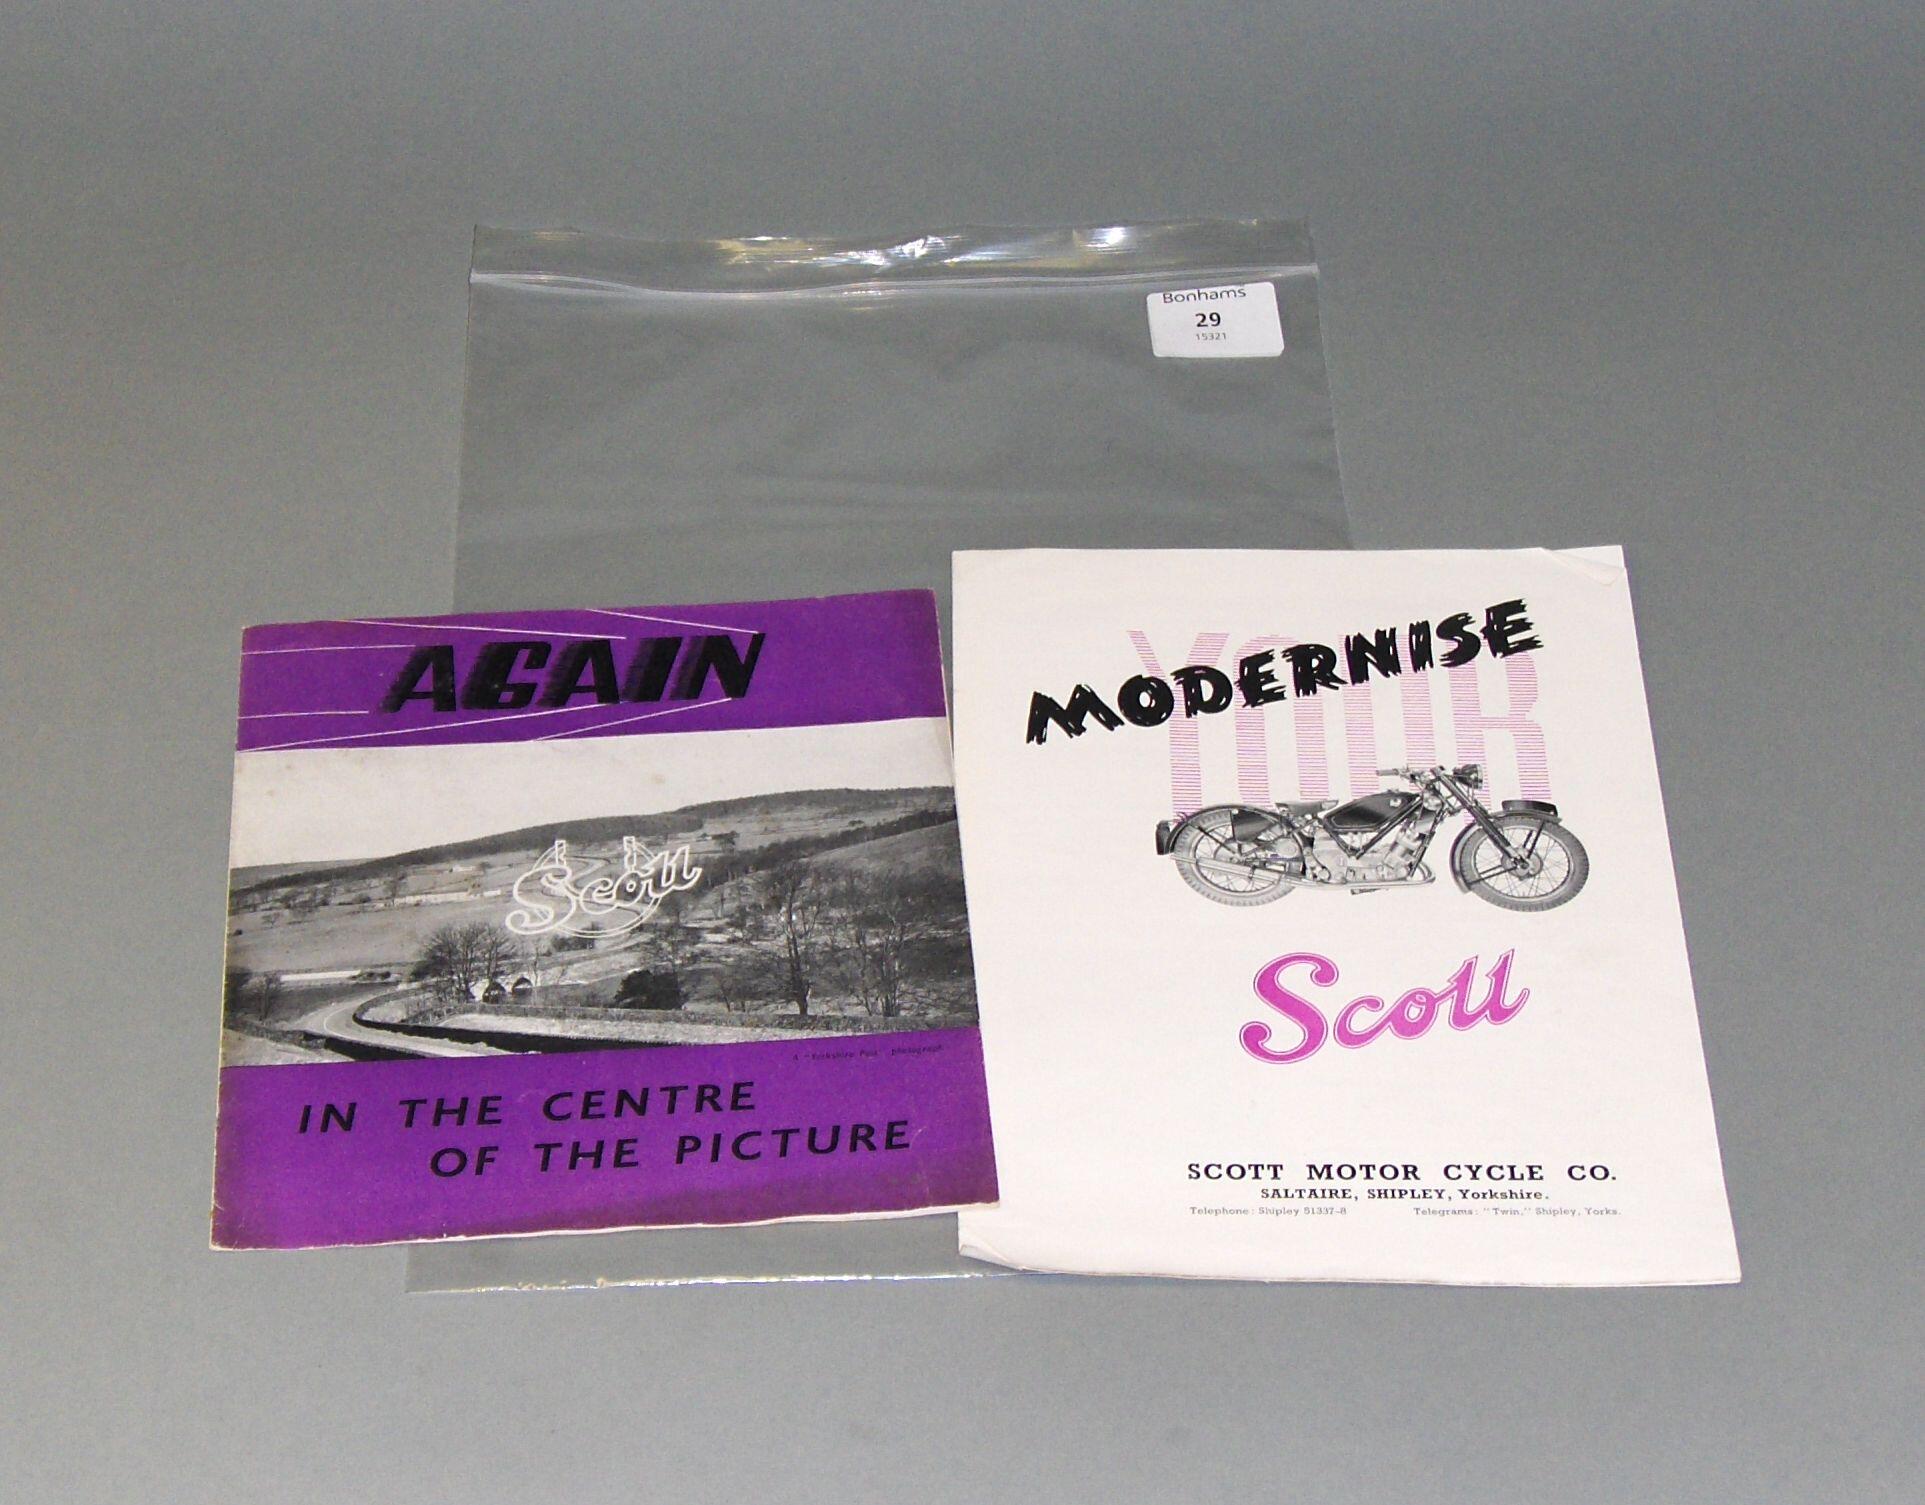 Bonhams
29
15321
AGAIN
Scott
A "Yorkshire Post" photograph
IN THE CENTRE
OF THE PICTURE
MODERNISE
YOUR
Scott
SCOTT MOTOR CYCLE CO.
SALTAIRE, SHIPLEY, Yorkshire.
Telephone: Shipley 51337-8 Telegrams: "Twin," Shipley, Yorks.